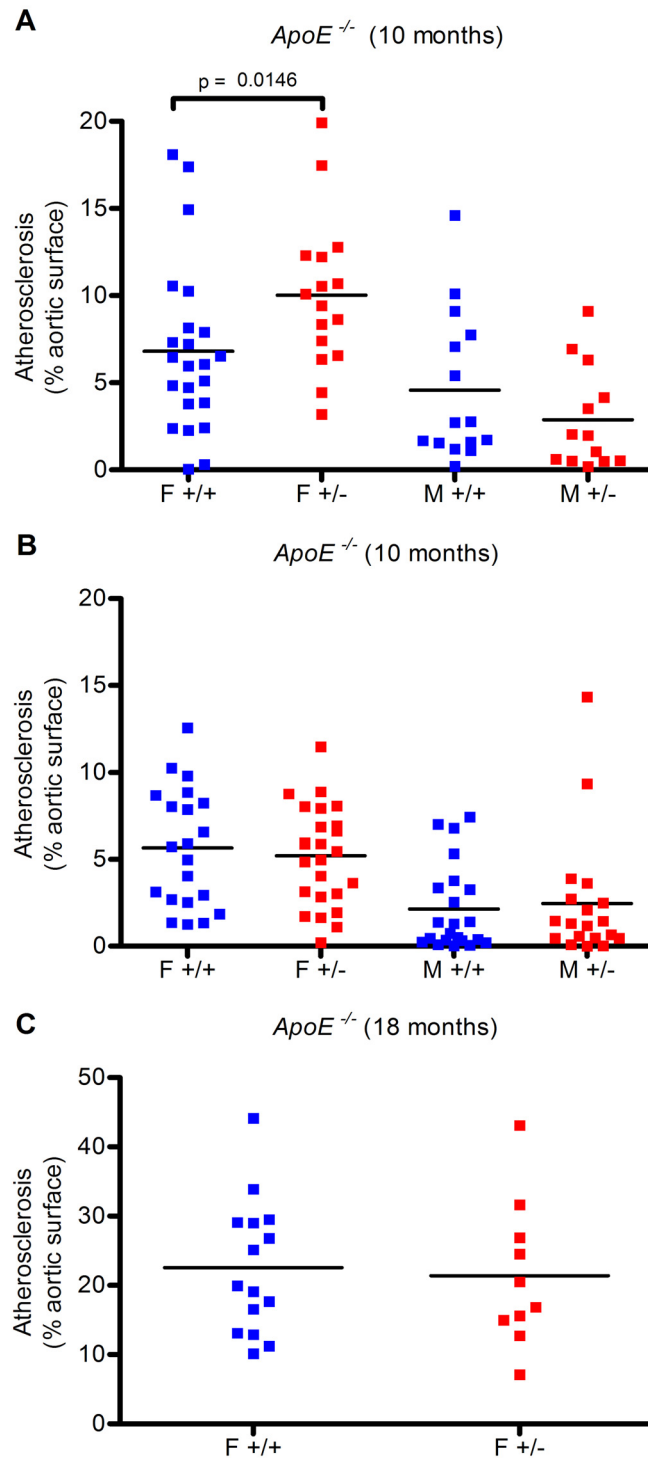 A
ApoE -/- (10 months)
p = 0.0146
Atherosclerosis
(% aortic surface)
20
15
10
5
0
F +/+ F +/- M +/+ M +/-
B
ApoE -/- (10 months)
Atherosclerosis
(% aortic surface)
20
15
10
5
0
F +/+ F +/- M +/+ M +/-
C
ApoE -/- (18 months)
Atherosclerosis
(% aortic surface)
50
40
30
20
10
0
F +/+ F +/-